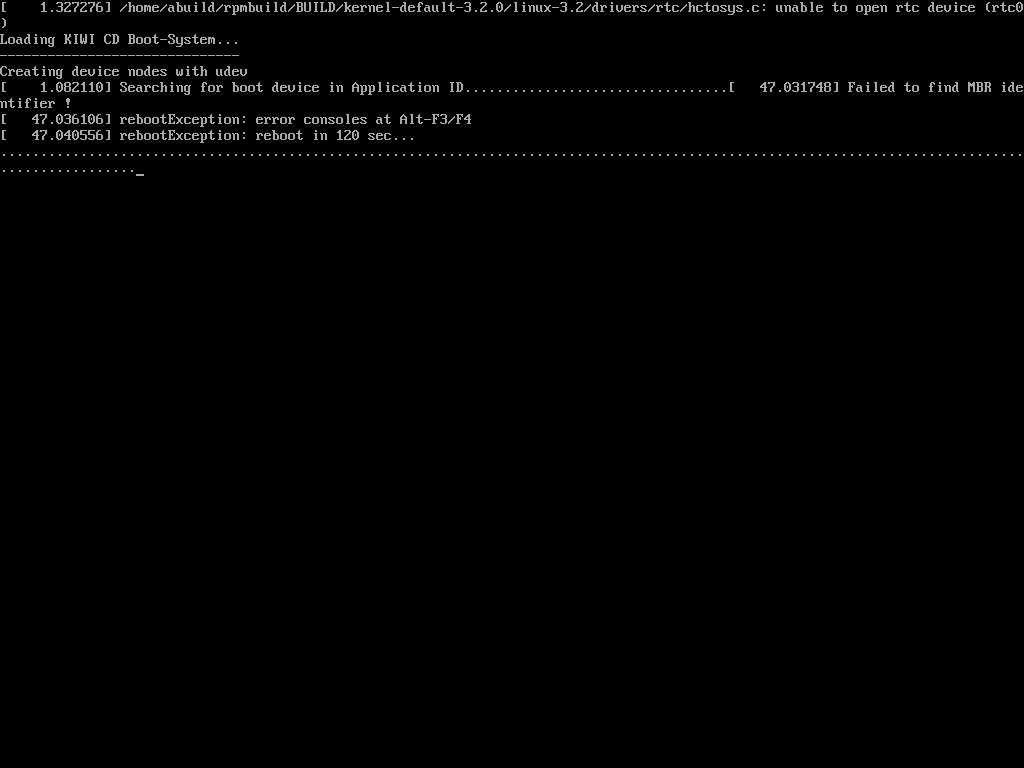 [    1.327276] /home/abuild/rpmbuild/BUILD/kernel-default-3.2.0/linux-3.2/drivers/rtc/hctosys.c: unable to open rtc device (rtc0
)
Loading KIWI CD Boot-System...
------------------------------
Creating device nodes with udev
[    1.082110] Searching for boot device in Application ID.................................[   47.031748] Failed to find MBR ide
ntifier !
[   47.036106] rebootException: error consoles at Alt-F3/F4
[   47.040556] rebootException: reboot in 120 sec...
................................................................................................................................
................._